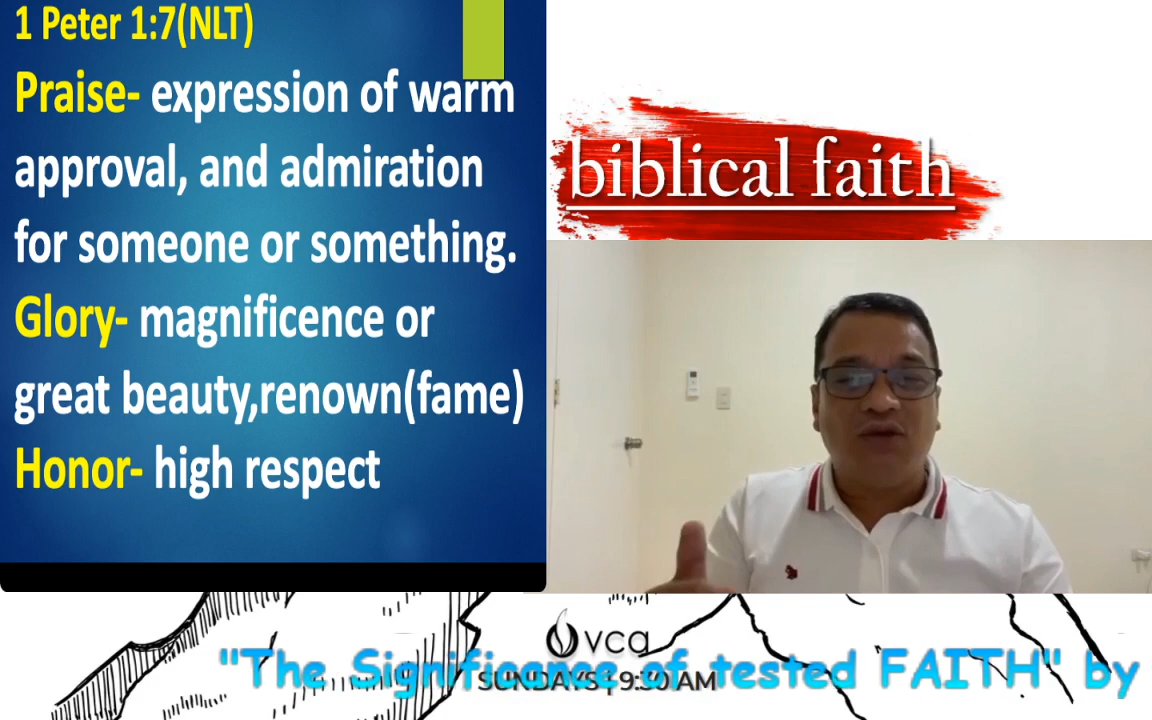 1 Peter 1:7(NLT)
Praise- expression of warm
approval, and admiration
for someone or something.
Glory- magnificence or
great beauty,renown(fame)
Honor- high respect
biblical faith
vca
"The Significance of tested FAITH" by
SUNDAYS | 9:30 AM